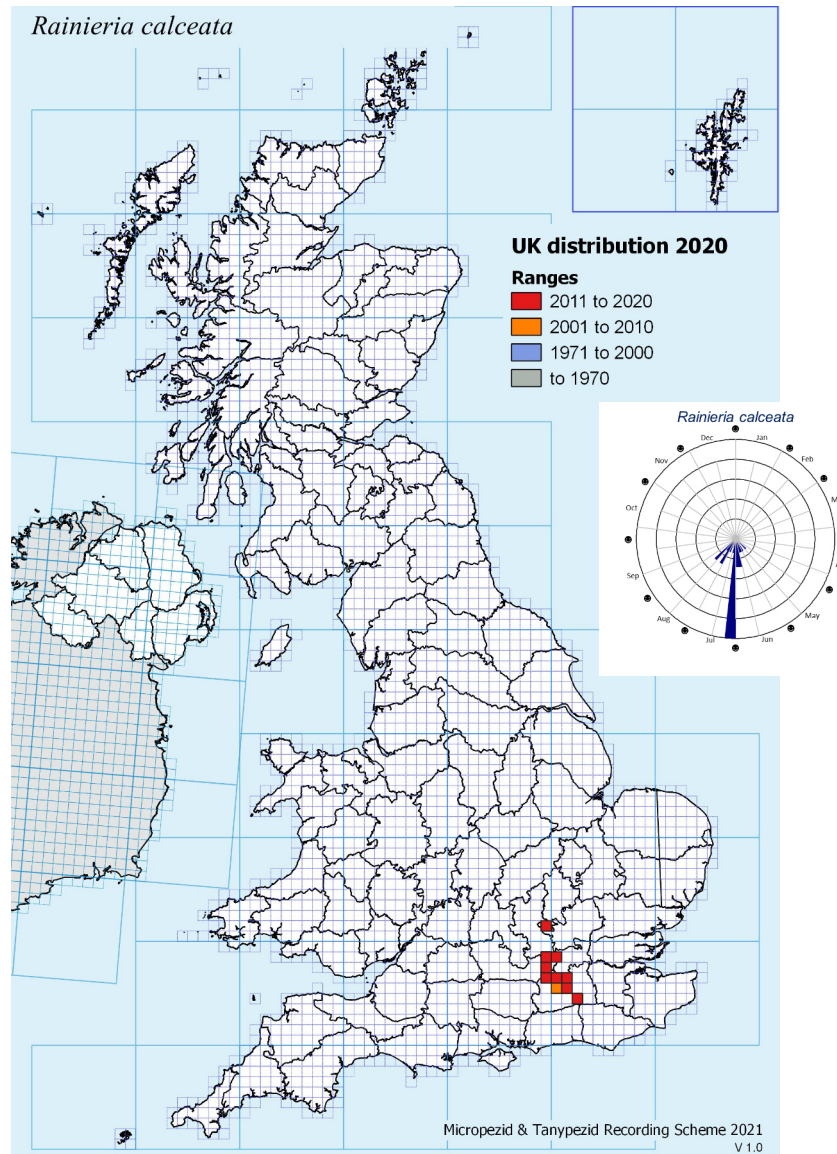 Rainieria calceata
UK distribution 2020
Ranges
2011 to 2020
2001 to 2010
1971 to 2000
to 1970
Rainieria calceata
Dec
Jan
Nov
Feb
Oct
Sep
Aug
May
Jul
Jun
Micropezid & Tanypezid Recording Scheme 2021
V 1.0